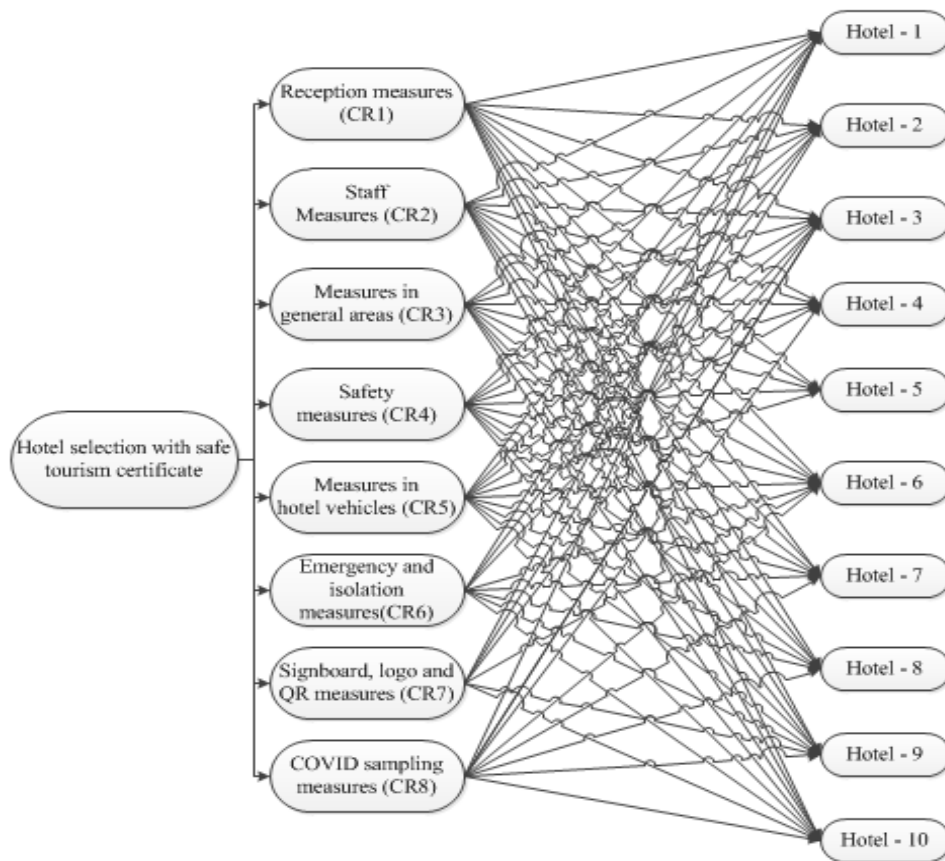 Hotel selection with safe
tourism certificate
Reception measures
(CR1)
Staff
Measures (CR2)
Measures in
general areas (CR3)
Safety
measures (CR4)
Measures in
hotel vehicles (CR5)
Emergency and
isolation
measures(CR6)
Signboard, logo and
QR measures (CR7)
COVID sampling
measures (CR8)
Hotel - 1
Hotel - 2
Hotel - 3
Hotel - 4
Hotel - 5
Hotel - 6
Hotel - 7
Hotel - 8
Hotel - 9
Hotel - 10